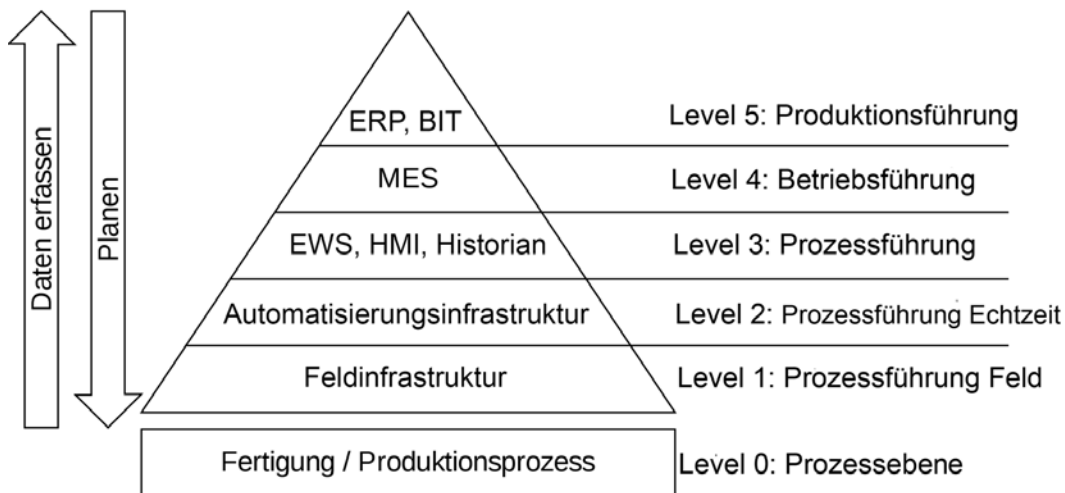 Daten erfassen
Planen
ERP, BIT
Level 5: Produktionsführung
MES
Level 4: Betriebsführung
EWS, HMI, Historian
Level 3: Prozessführung
Automatisierungsinfrastruktur
Level 2: Prozessführung Echtzeit
Feldinfrastruktur
Level 1: Prozessführung Feld
Fertigung / Produktionsprozess
Level 0: Prozessebene